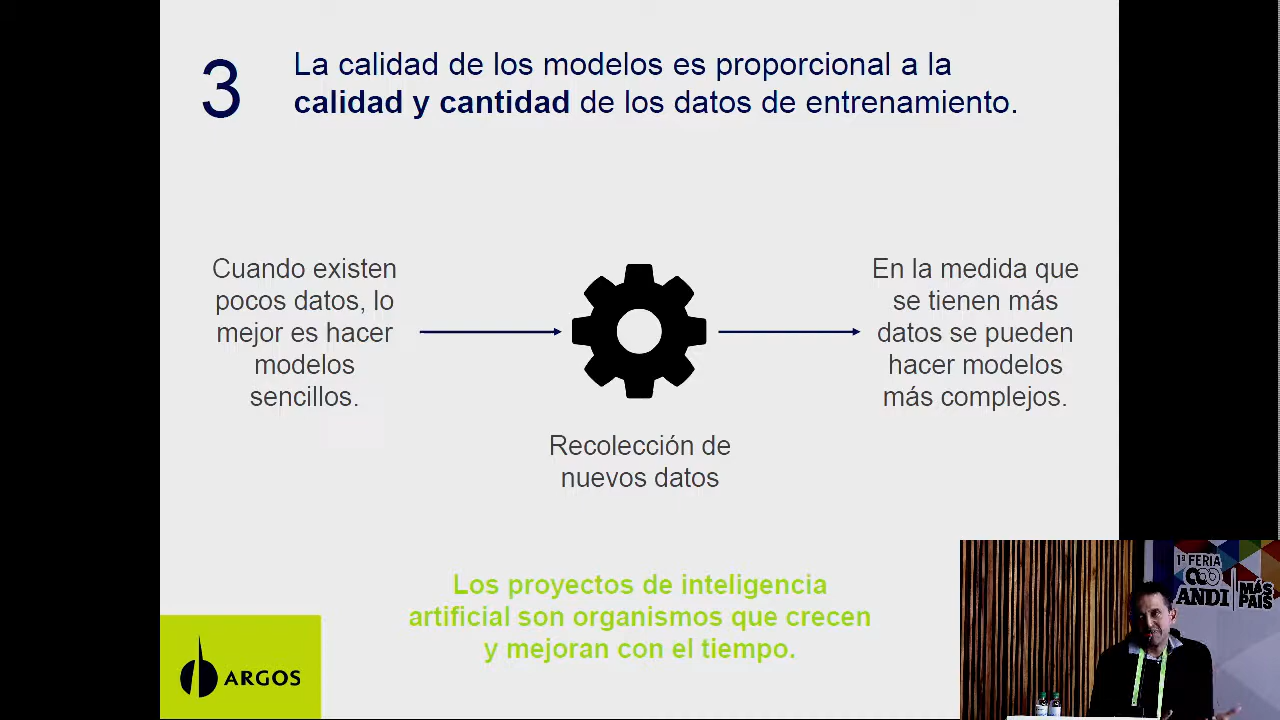 3
La calidad de los modelos es proporcional a la
calidad y cantidad de los datos de entrenamiento.
Cuando existen
pocos datos, lo
mejor es hacer
modelos
sencillos.
Recolección de
nuevos datos
En la medida que
se tienen más
datos se pueden
hacer modelos
más complejos.
Los proyectos de inteligencia
artificial son organismos que crecen
y mejoran con el tiempo.
ARGOS
1ª FERIA
ANDI
MÁS
PAÍS